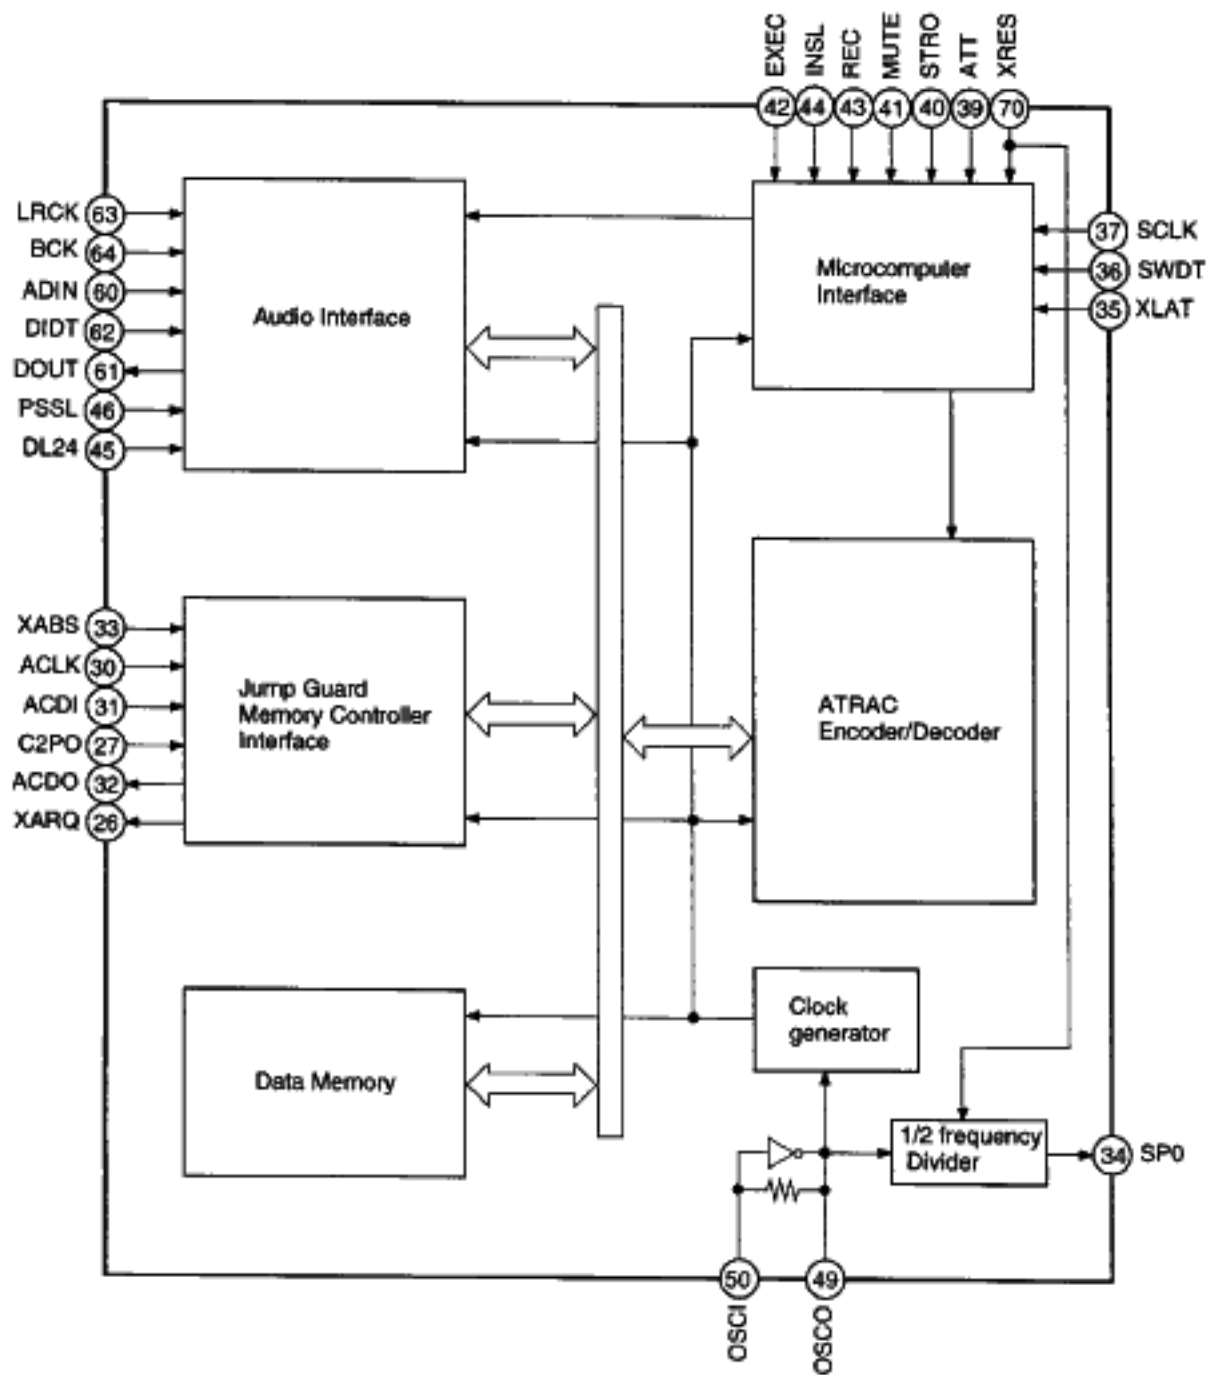 EXEC
INSL
REC
MUTE
STRO
ATT
XRES
42
44
43
41
40
39
70
LRCK 63
BCK 64
ADIN 60
DIDT 62
DOUT 61
PSSL 46
DL24 45
Audio Interface
Microcomputer
Interface
37 SCLK
36 SWDT
35 XLAT
XABS 33
ACLK 30
ACDI 31
C2PO 27
ACDO 32
XARQ 26
Jump Guard
Memory Controller
Interface
ATRAC
Encoder/Decoder
Data Memory
Clock
generator
1/2 frequency
Divider
34 SP0
50
49
OSCI
OSCO